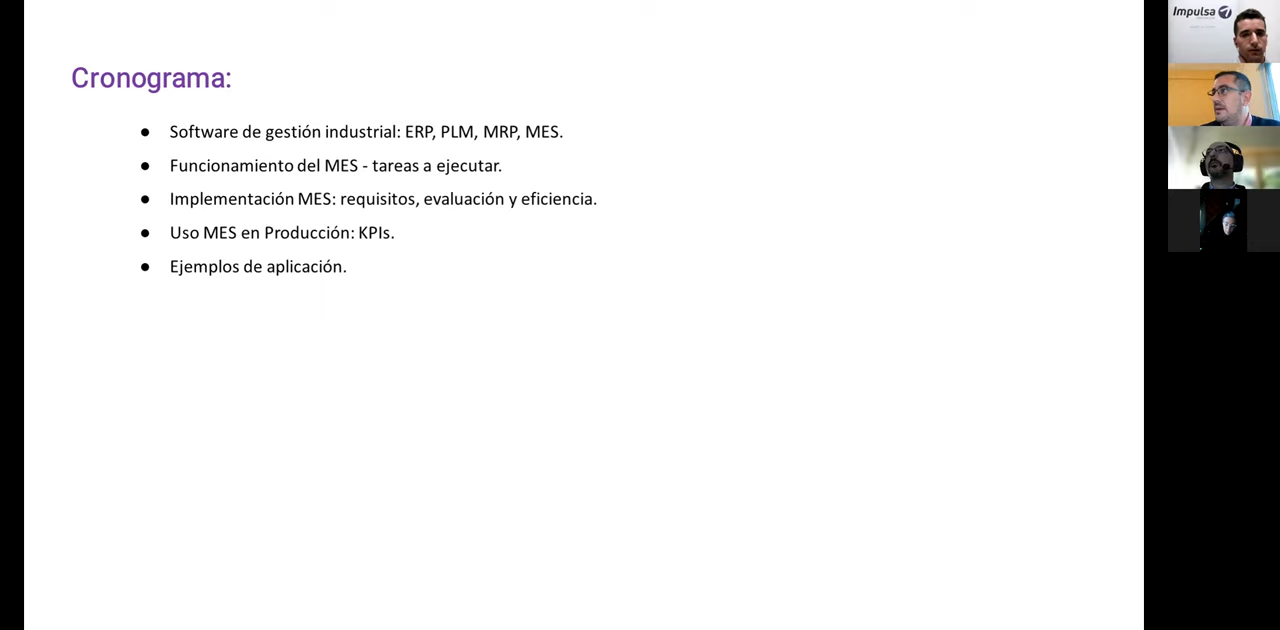 Cronograma:
● Software de gestión industrial: ERP, PLM, MRP, MES.
● Funcionamiento del MES - tareas a ejecutar.
● Implementación MES: requisitos, evaluación y eficiencia.
● Uso MES en Producción: KPIs.
● Ejemplos de aplicación.
Impulsa